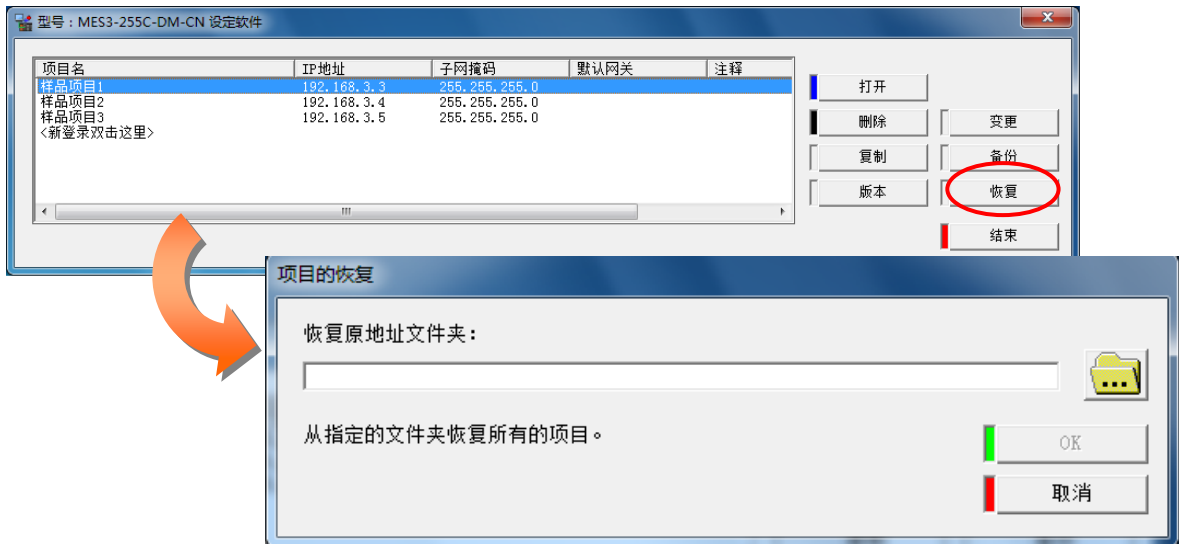 型号：MES3-255C-DM-CN 设定软件
项目名 IP地址 子网掩码 默认网关 注释
样品项目1 192.168.3.3 255.255.255.0
样品项目2 192.168.3.4 255.255.255.0
样品项目3 192.168.3.5 255.255.255.0
<新登录双击这里>
打开
删除 变更
复制 备份
版本 恢复
结束
项目的恢复
恢复原地址文件夹：
从指定的文件夹恢复所有的项目。
OK
取消